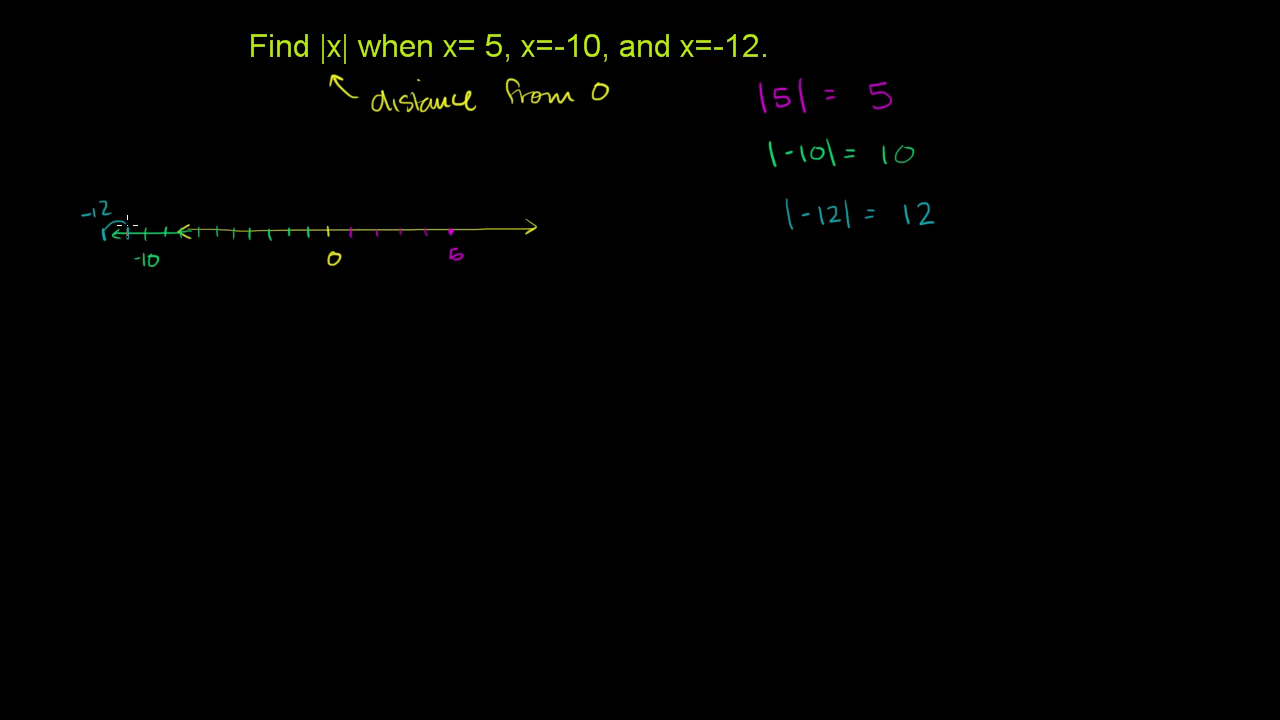 Find |x| when x= 5, x=-10, and x=-12.
distance from 0
|5| = 5
|-10| = 10
|-12| = 12
-12
-10 0 5